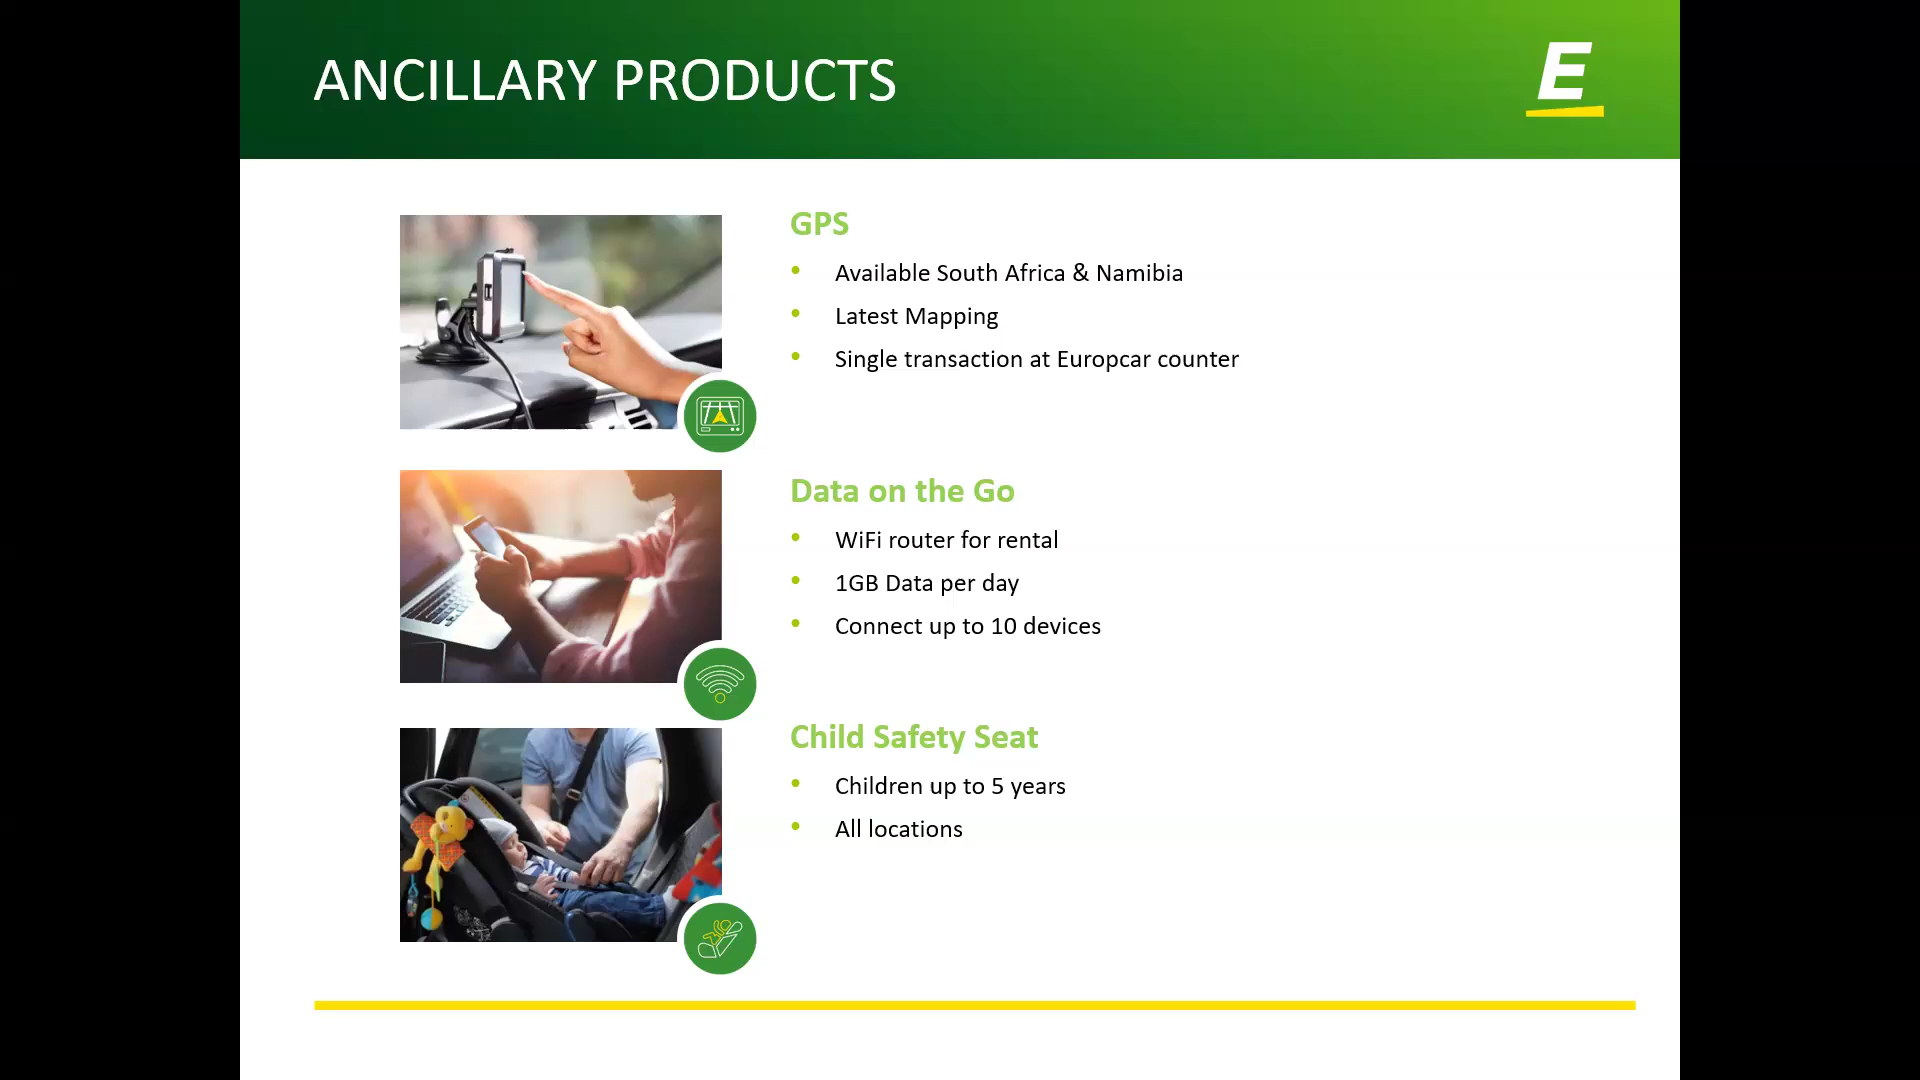 ANCILLARY PRODUCTS
E
GPS
• Available South Africa & Namibia
• Latest Mapping
• Single transaction at Europcar counter
Data on the Go
• WiFi router for rental
• 1GB Data per day
• Connect up to 10 devices
Child Safety Seat
• Children up to 5 years
• All locations